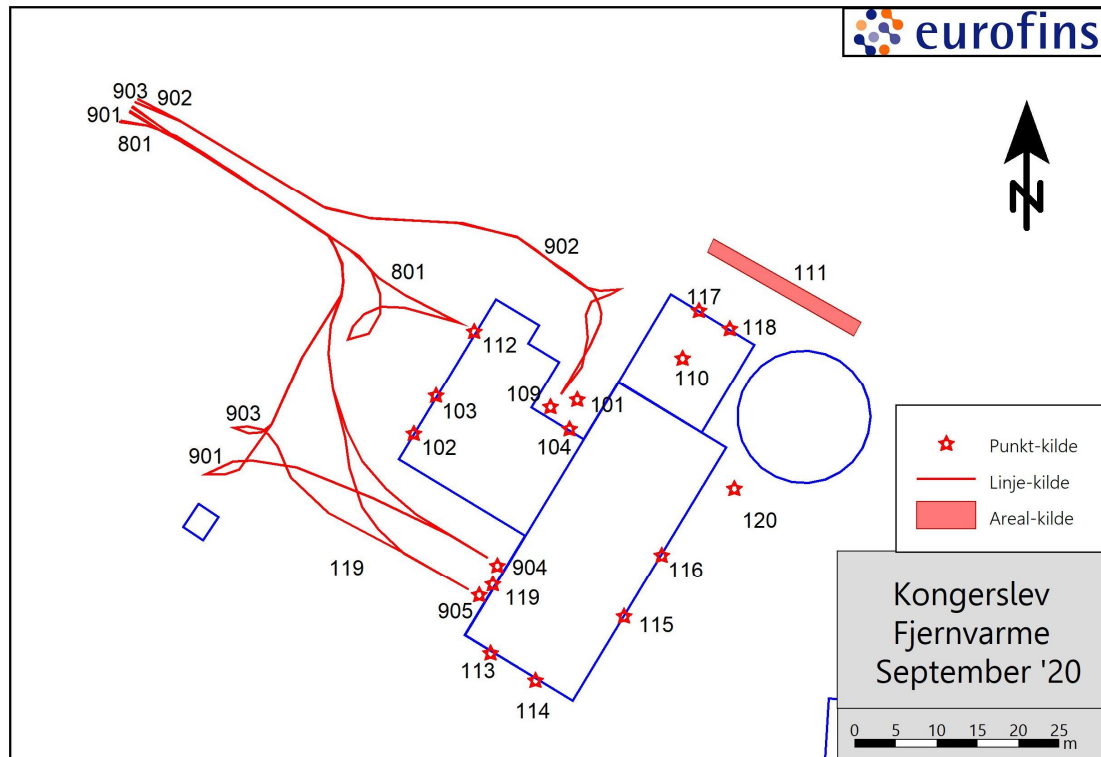 eurofins
903
902
901
801
N
902
801
111
117
118
112
110
103
109
101
104
903
102
901
Punkt-kilde
Linje-kilde
Areal-kilde
120
119
904
116
119
905
115
113
114
Kongerslev
Fjernvarme
September '20
0 5 10 15 20 25
m